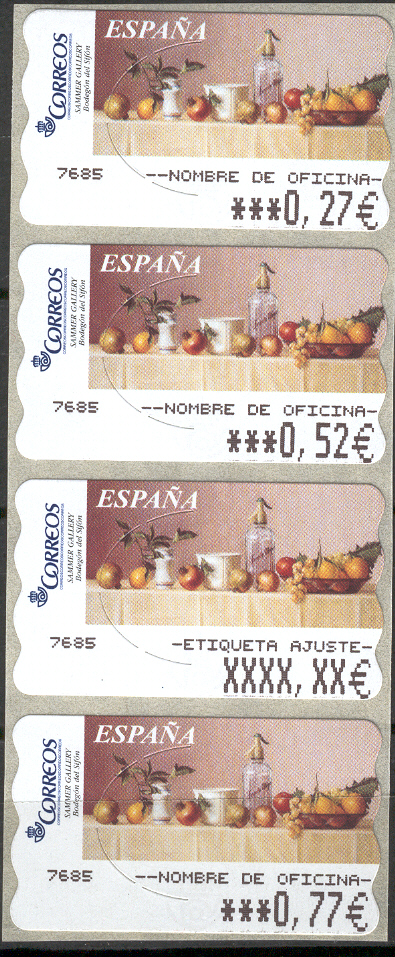 ESPAÑA
CORREOS
SAMMER GALLERY
Bodegón del Sifón
7685 --NOMBRE DE OFICINA-
***0,27€
ESPAÑA
CORREOS
SAMMER GALLERY
Bodegón del Sifón
7685 --NOMBRE DE OFICINA-
***0,52€
ESPAÑA
CORREOS
SAMMER GALLERY
Bodegón del Sifón
7685 -ETIQUETA AJUSTE-
XXXX,XX€
ESPAÑA
CORREOS
SAMMER GALLERY
Bodegón del Sifón
7685 --NOMBRE DE OFICINA-
***0,77€